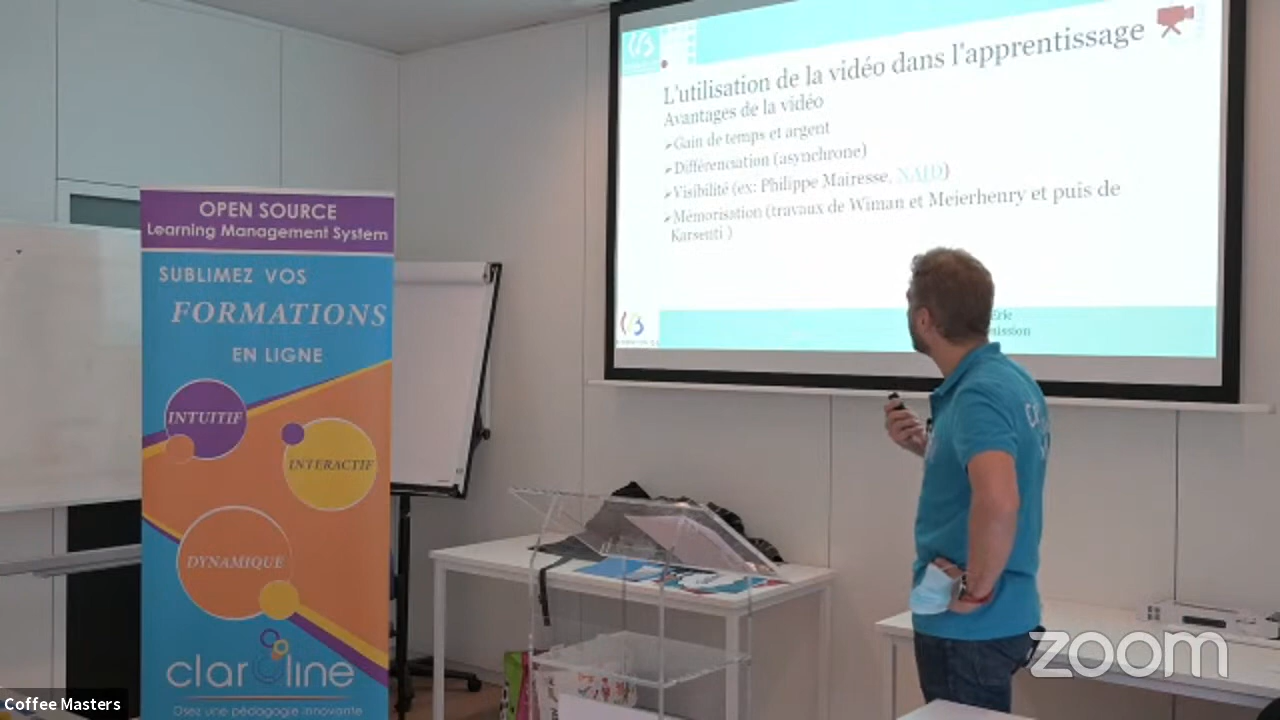 OPEN SOURCE
Learning Management System
SUBLIMEZ VOS
FORMATIONS
EN LIGNE
INTUITIF
INTERACTIF
DYNAMIQUE
claroline
Osez une pédagogie innovante
L'utilisation de la vidéo dans l'apprentissage
Avantages de la vidéo
➢Gain de temps et argent
➢Différenciation (asynchrone)
➢Visibilité (ex: Philippe Mairesse, NAJD)
➢Mémorisation (travaux de Wiman et Meierhenry et puis de
Karsenti )
Eric
Coffee Masters
zoom